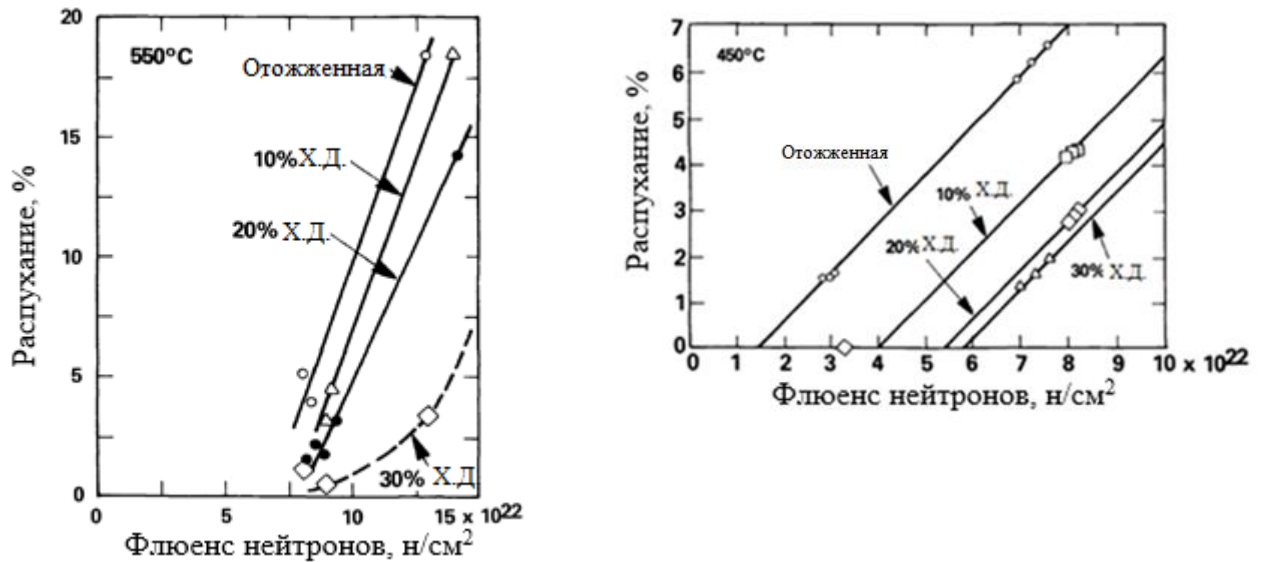 20
15
10
5
0
550°C
Отожженная
10% Х.Д.
20% Х.Д.
30% Х.Д
Распухание, %
0
5
10
15 x 10²²
Флюенс нейтронов, н/см²
7
6
5
4
3
2
1
0
450°C
Отожженная
10% Х.Д.
20% Х.Д.
30% Х.Д.
Распухание, %
0 1 2 3 4 5 6 7 8 9 10 x 10²²
Флюенс нейтронов, н/см²